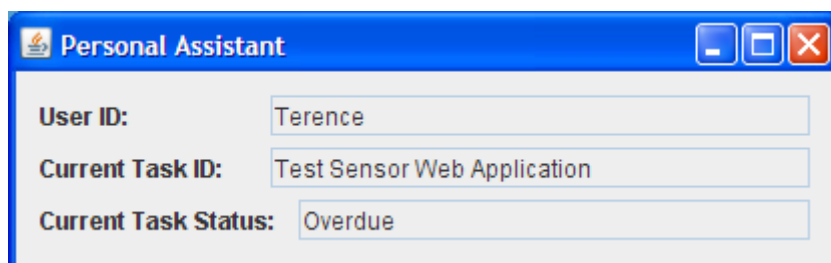 Personal Assistant
User ID: Terence
Current Task ID: Test Sensor Web Application
Current Task Status: Overdue